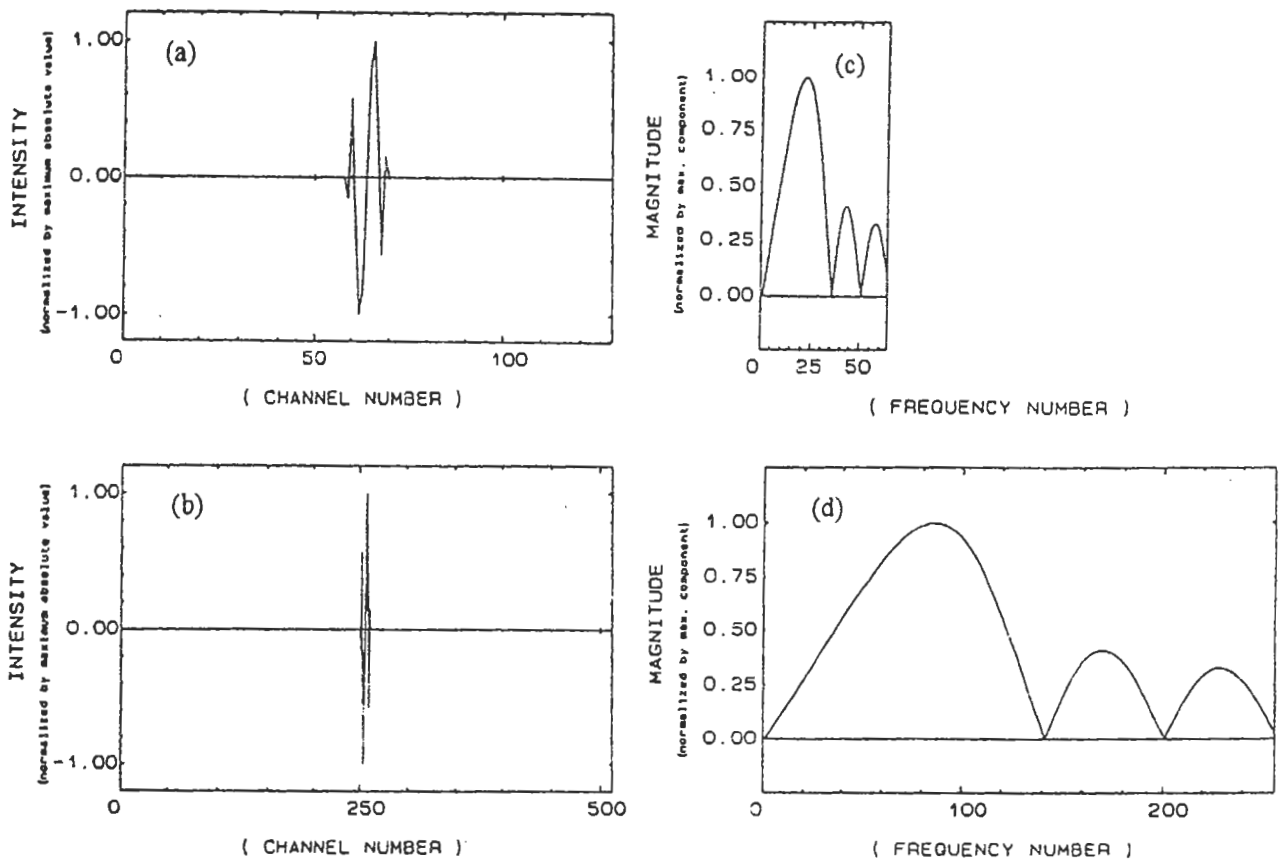 (a)
INTENSITY
(normalized by maximum absolute value)
1.00
0.00
-1.00
0
50
100
( CHANNEL NUMBER )
(c)
MAGNITUDE
(normalized by max. component)
1.00
0.75
0.50
0.25
0.00
0
25
50
( FREQUENCY NUMBER )
(b)
INTENSITY
(normalized by maximum absolute value)
1.00
0.00
-1.00
0
250
500
( CHANNEL NUMBER )
(d)
MAGNITUDE
(normalized by max. component)
1.00
0.75
0.50
0.25
0.00
0
100
200
( FREQUENCY NUMBER )